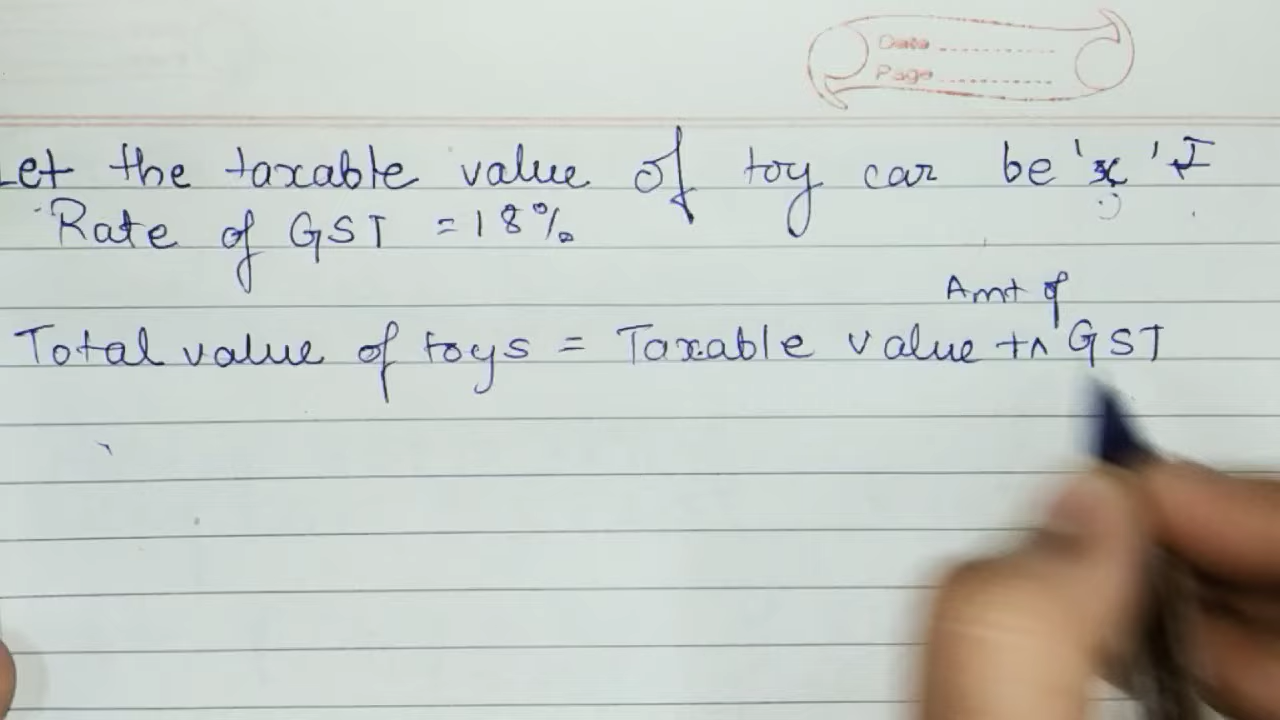 Date ..................
Page ..................
Let the taxable value of toy car be 'x' ₹
Rate of GST = 18%
Amt of
Total value of toys = Taxable value + ^ GST